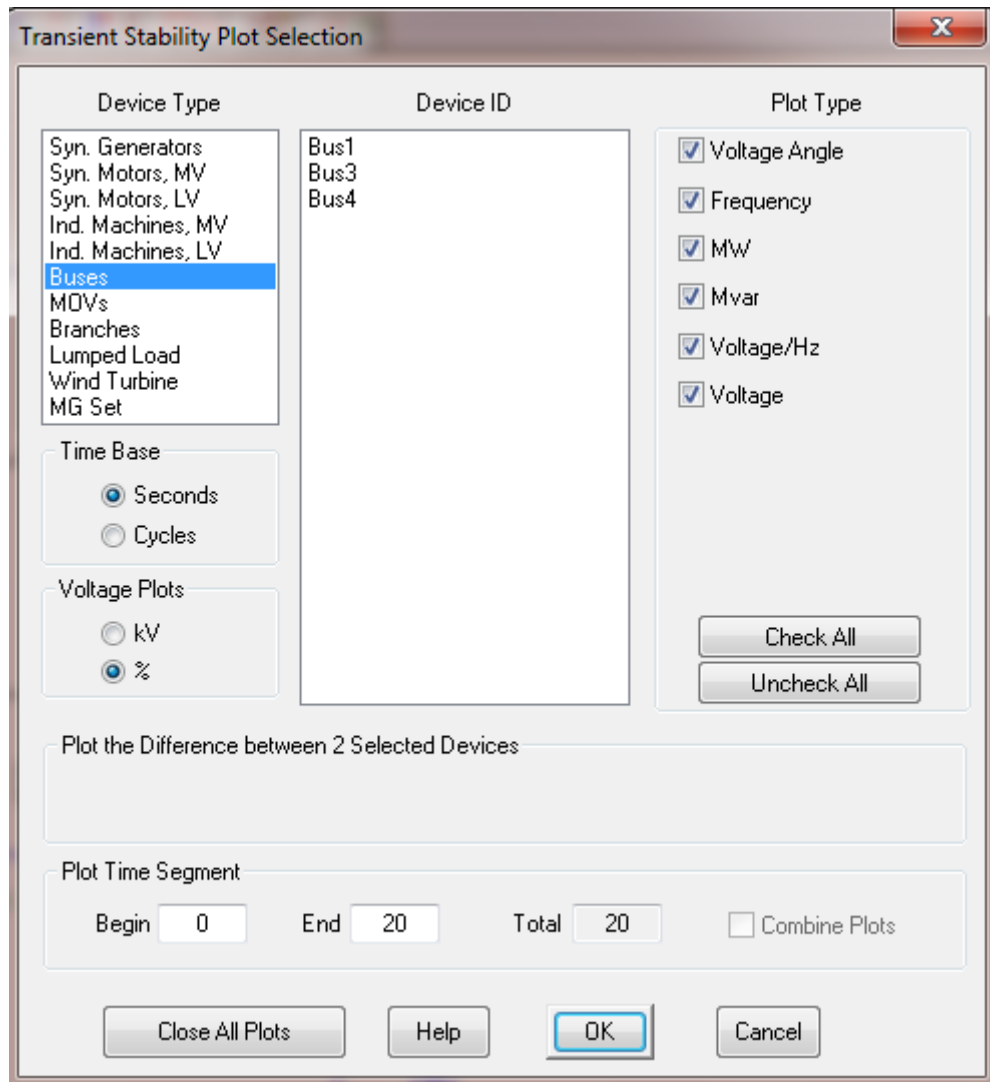 Transient Stability Plot Selection
Device Type
Device ID
Plot Type
Syn. Generators
Syn. Motors, MV
Syn. Motors, LV
Ind. Machines, MV
Ind. Machines, LV
Buses
MOVs
Branches
Lumped Load
Wind Turbine
MG Set
Bus1
Bus3
Bus4
Voltage Angle
Frequency
MW
Mvar
Voltage/Hz
Voltage
Time Base
Seconds
Cycles
Voltage Plots
kV
%
Check All
Uncheck All
Plot the Difference between 2 Selected Devices
Plot Time Segment
Begin 0 End 20 Total 20 Combine Plots
Close All Plots Help OK Cancel